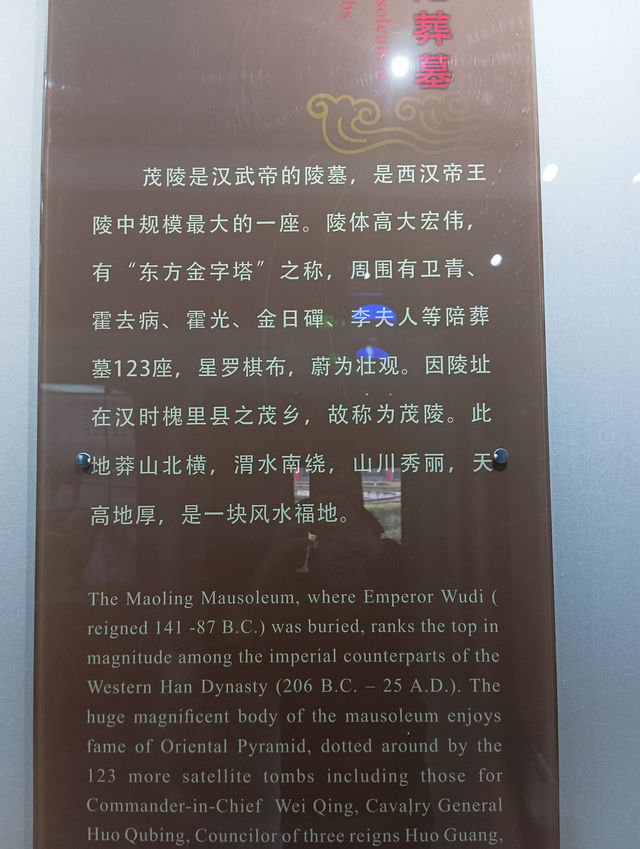 葬墓
茂陵是汉武帝的陵墓，是西汉帝王
陵中规模最大的一座。陵体高大宏伟，
有“东方金字塔”之称，周围有卫青、
霍去病、霍光、金日磾、李夫人等陪葬
墓123座，星罗棋布，蔚为壮观。因陵址
在汉时槐里县之茂乡，故称为茂陵。此
地莽山北横，渭水南绕，山川秀丽，天
高地厚，是一块风水福地。
The Maoling Mausoleum, where Emperor Wudi (
reigned 141 -87 B.C.) was buried, ranks the top in
magnitude among the imperial counterparts of the
Western Han Dynasty (206 B.C. – 25 A.D.). The
huge magnificent body of the mausoleum enjoys
fame of Oriental Pyramid, dotted around by the
123 more satellite tombs including those for
Commander-in-Chief Wei Qing, Cavalry General
Huo Qubing, Councilor of three reigns Huo Guang,